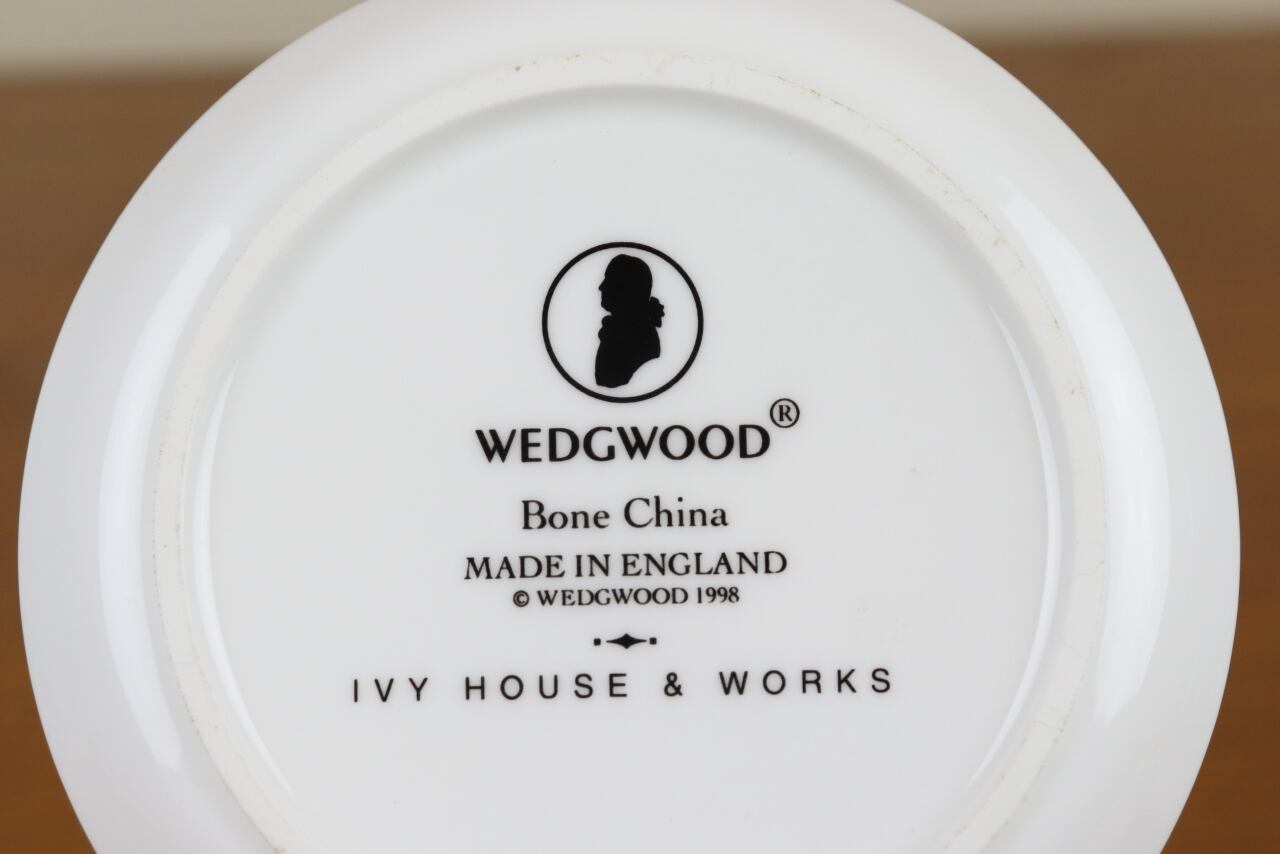 WEDGWOOD®
Bone China
MADE IN ENGLAND
© WEDGWOOD 1998
IVY HOUSE & WORKS